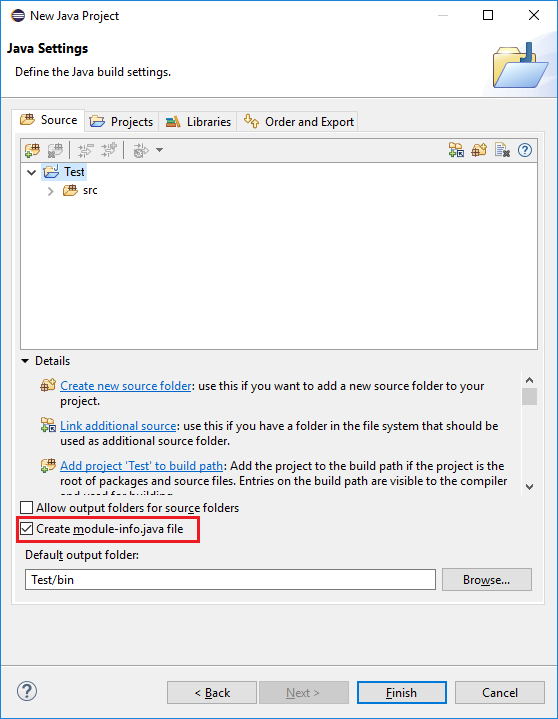 New Java Project
Java Settings
Define the Java build settings.
Source Projects Libraries Order and Export
Test
src
Details
Create new source folder: use this if you want to add a new source folder to your
project.
Link additional source: use this if you have a folder in the file system that should be
used as additional source folder.
Add project 'Test' to build path: Add the project to the build path if the project is the
root of packages and source files. Entries on the build path are visible to the compiler
and used for building.
Allow output folders for source folders
Create module-info.java file
Default output folder:
Test/bin Browse...
< Back Next > Finish Cancel